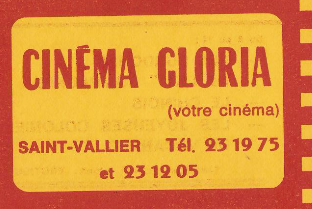 CINÉMA GLORIA
(votre cinéma)
SAINT-VALLIER Tél. 23 19 75
et 23 12 05